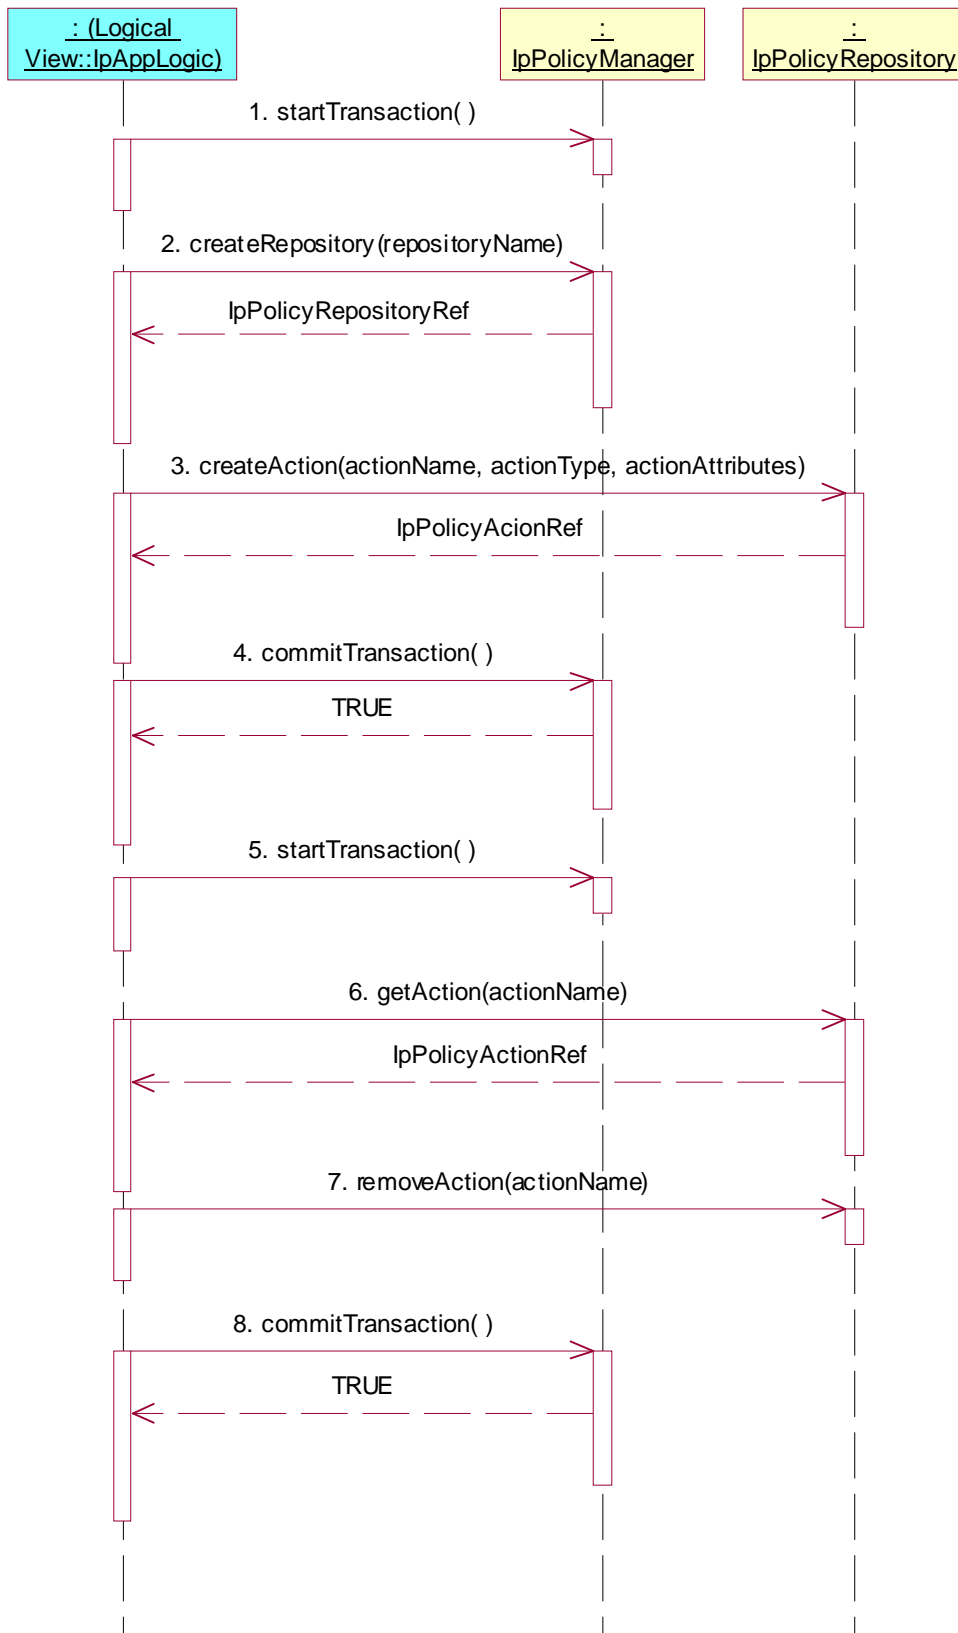 : (Logical
View::IpAppLogic)
:
IpPolicyManager
:
IpPolicyRepository
1. startTransaction( )
2. createRepository(repositoryName)
IpPolicyRepositoryRef
3. createAction(actionName, actionType, actionAttributes)
IpPolicyAcionRef
4. commitTransaction( )
TRUE
5. startTransaction( )
6. getAction(actionName)
IpPolicyActionRef
7. removeAction(actionName)
8. commitTransaction( )
TRUE